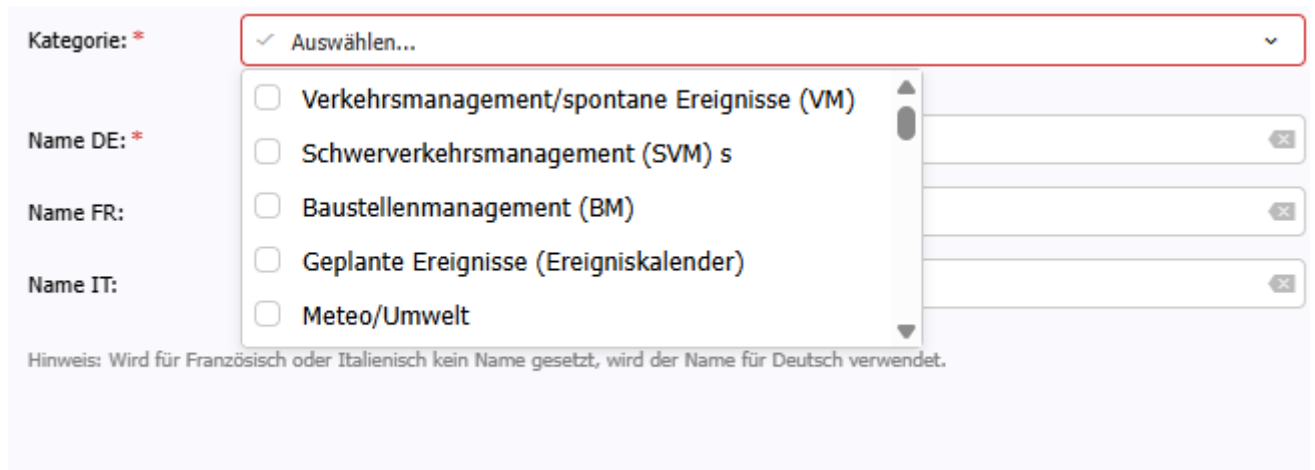 Kategorie: *
Auswählen...
Verkehrsmanagement/spontane Ereignisse (VM)
Name DE: *
Schwerverkehrsmanagement (SVM) s
Name FR:
Baustellenmanagement (BM)
Geplante Ereignisse (Ereigniskalender)
Name IT:
Meteo/Umwelt
Hinweis: Wird für Französisch oder Italienisch kein Name gesetzt, wird der Name für Deutsch verwendet.